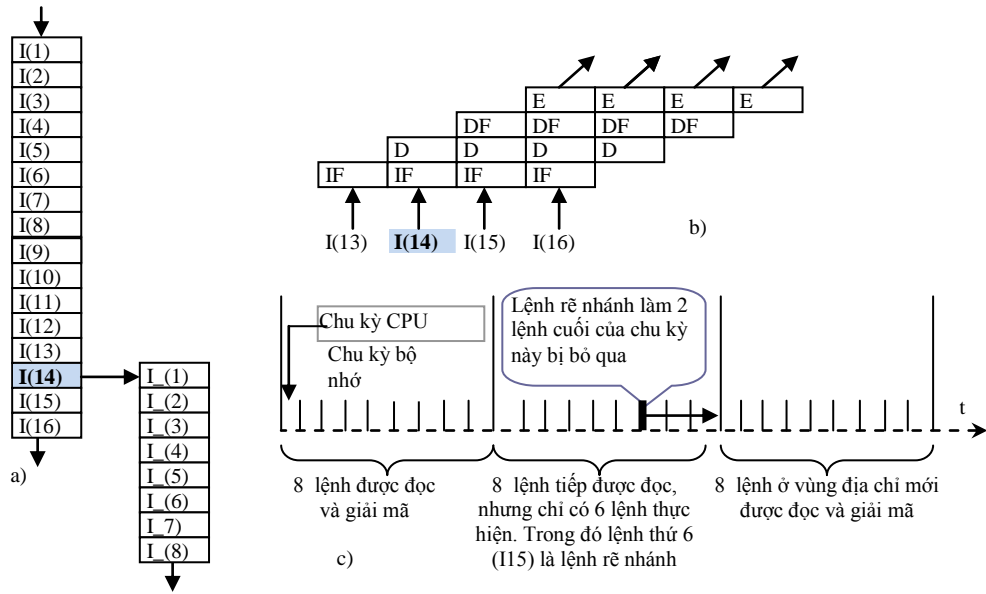 I(1)
I(2)
I(3)
I(4)
I(5)
I(6)
I(7)
I(8)
I(9)
I(10)
I(11)
I(12)
I(13)
I(14)
I(15)
I(16)
a)
I_(1)
I_(2)
I_(3)
I_(4)
I_(5)
I_(6)
I_7)
I_(8)
E E E E
DF DF DF DF
D D D D
IF IF IF IF
I(13) I(14) I(15) I(16)
b)
Chu kỳ CPU
Chu kỳ bộ
nhớ
Lệnh rẽ nhánh làm 2
lệnh cuối của chu kỳ
này bị bỏ qua
t
8 lệnh được đọc
và giải mã
8 lệnh tiếp được đọc,
nhưng chỉ có 6 lệnh thực
hiện. Trong đó lệnh thứ 6
(I15) là lệnh rẽ nhánh
8 lệnh ở vùng địa chỉ mới
được đọc và giải mã
c)